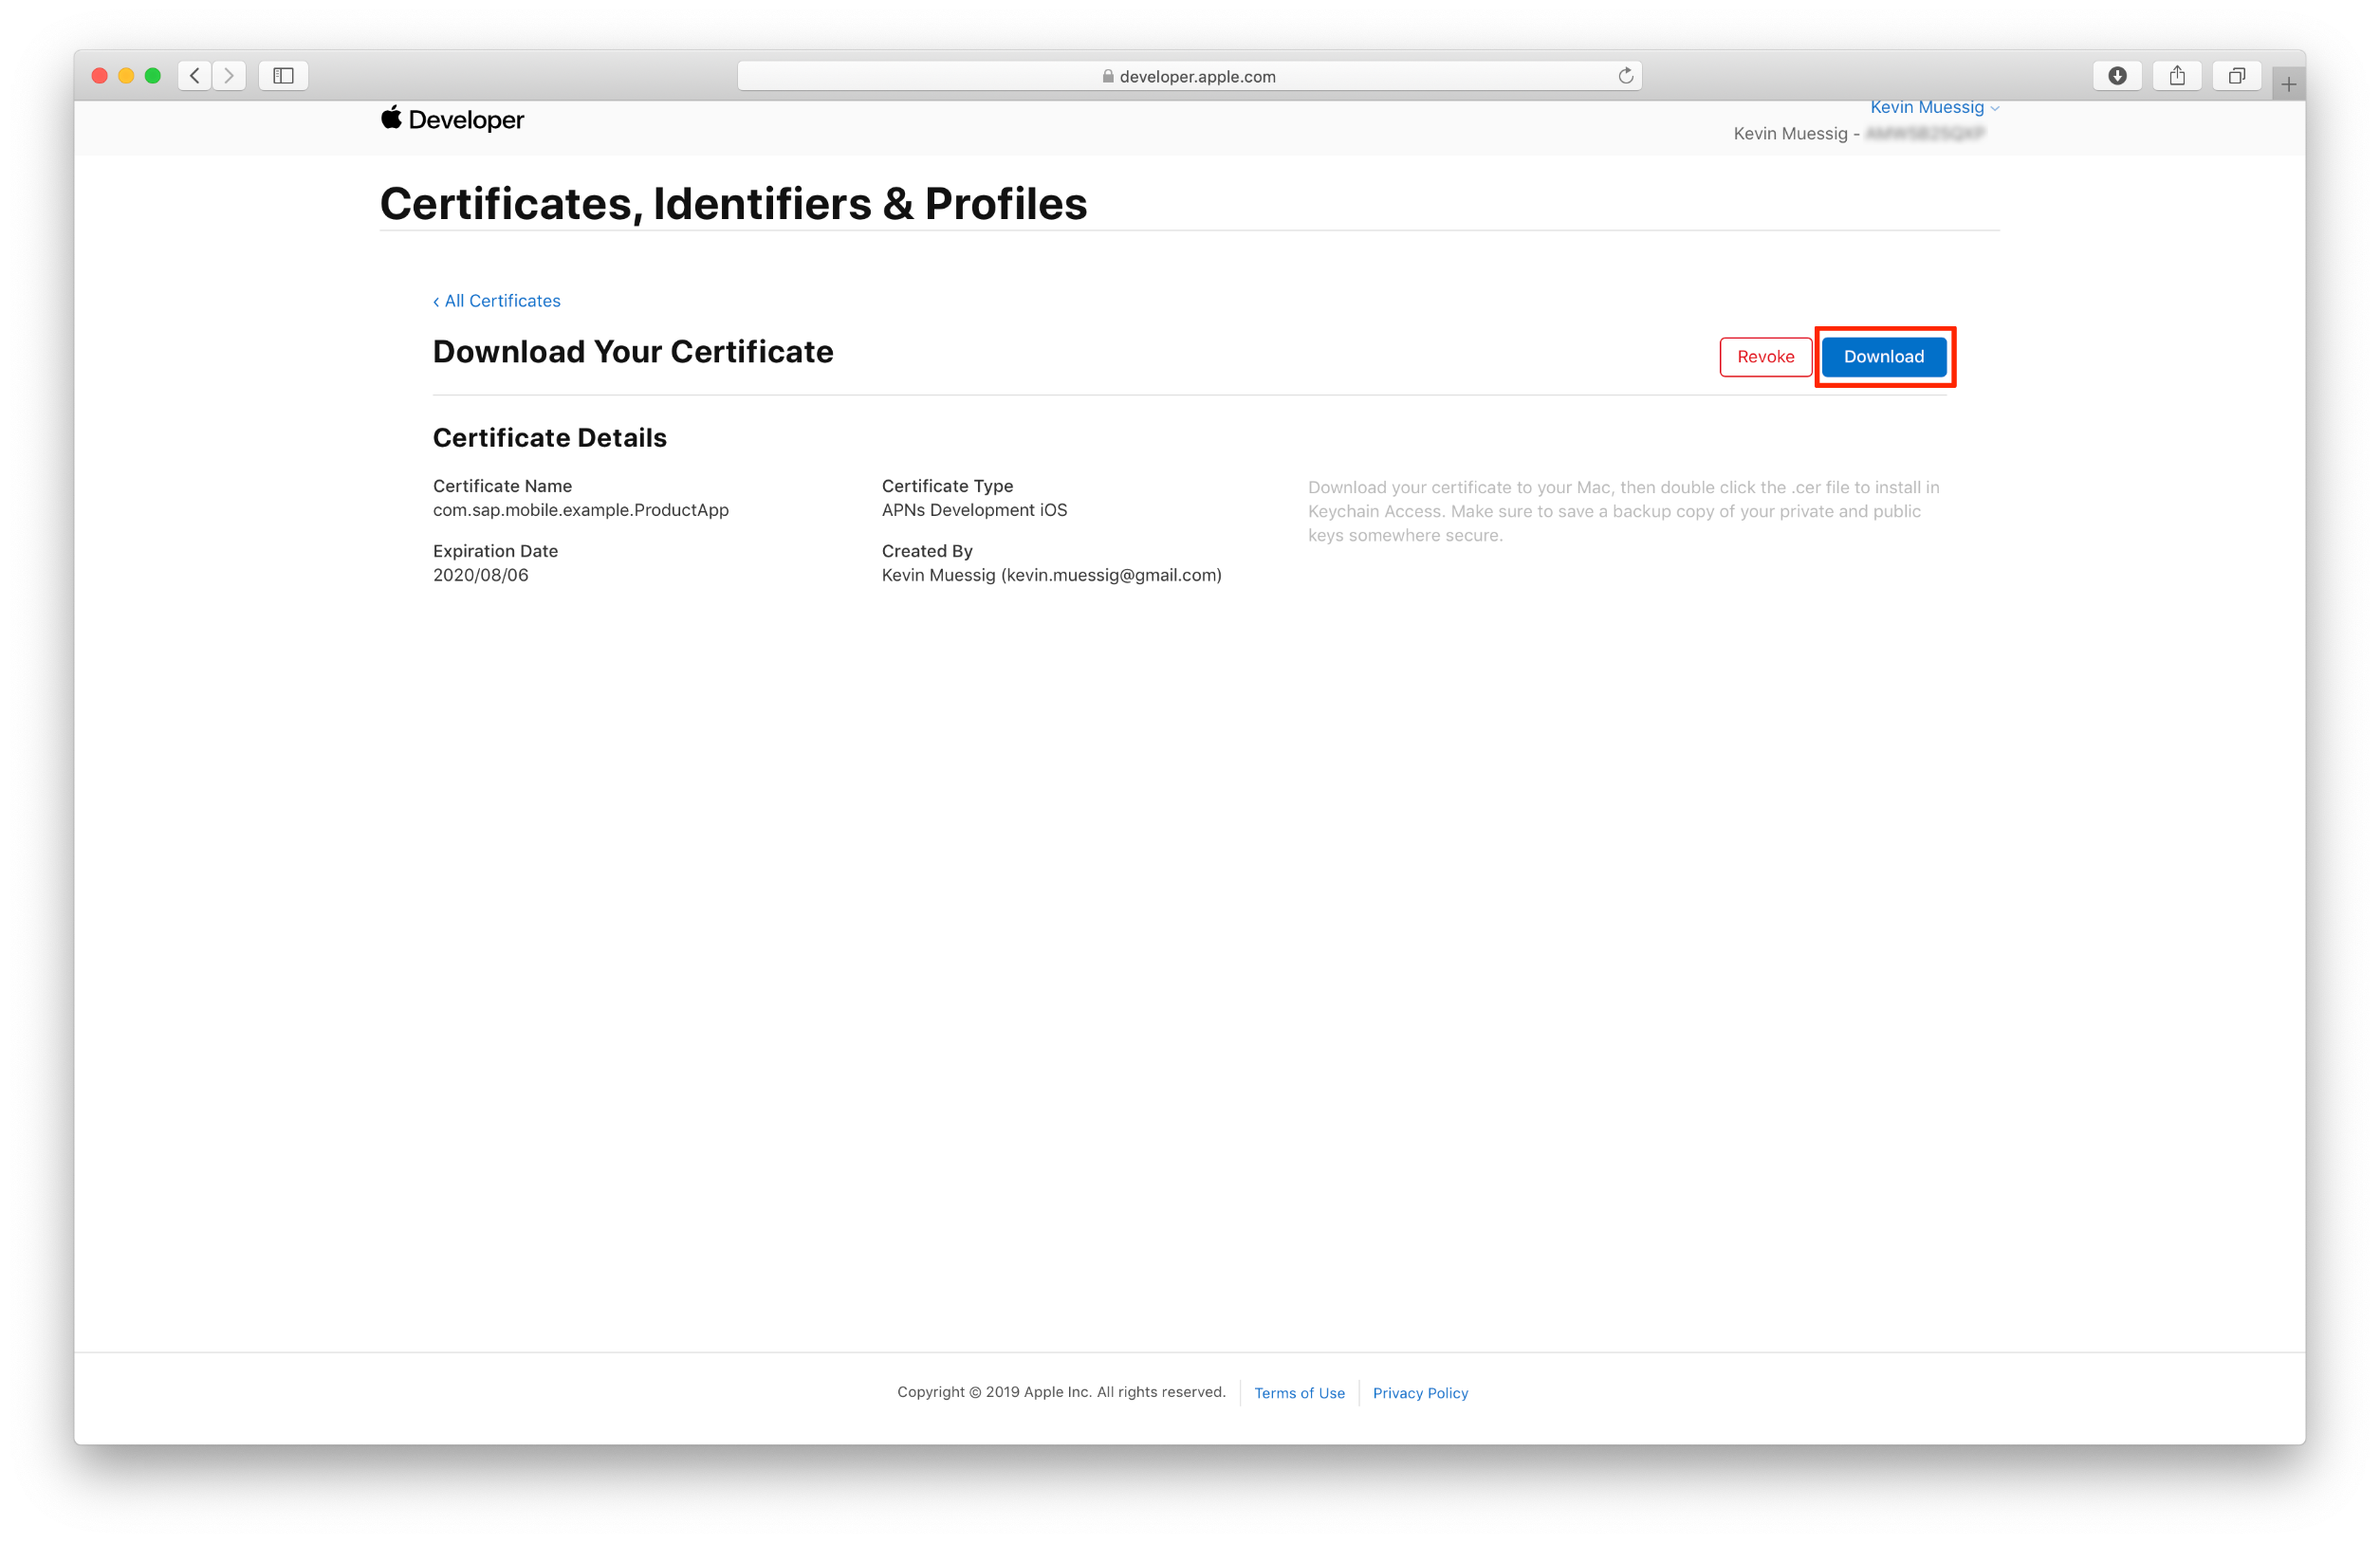 developer.apple.com
Developer
Kevin Muessig
Kevin Muessig -
Certificates, Identifiers & Profiles
‹ All Certificates
Download Your Certificate
Revoke
Download
Certificate Details
Certificate Name
com.sap.mobile.example.ProductApp
Certificate Type
APNs Development iOS
Download your certificate to your Mac, then double click the .cer file to install in
Keychain Access. Make sure to save a backup copy of your private and public
keys somewhere secure.
Expiration Date
2020/08/06
Created By
Kevin Muessig (kevin.muessig@gmail.com)
Copyright © 2019 Apple Inc. All rights reserved.
Terms of Use
Privacy Policy